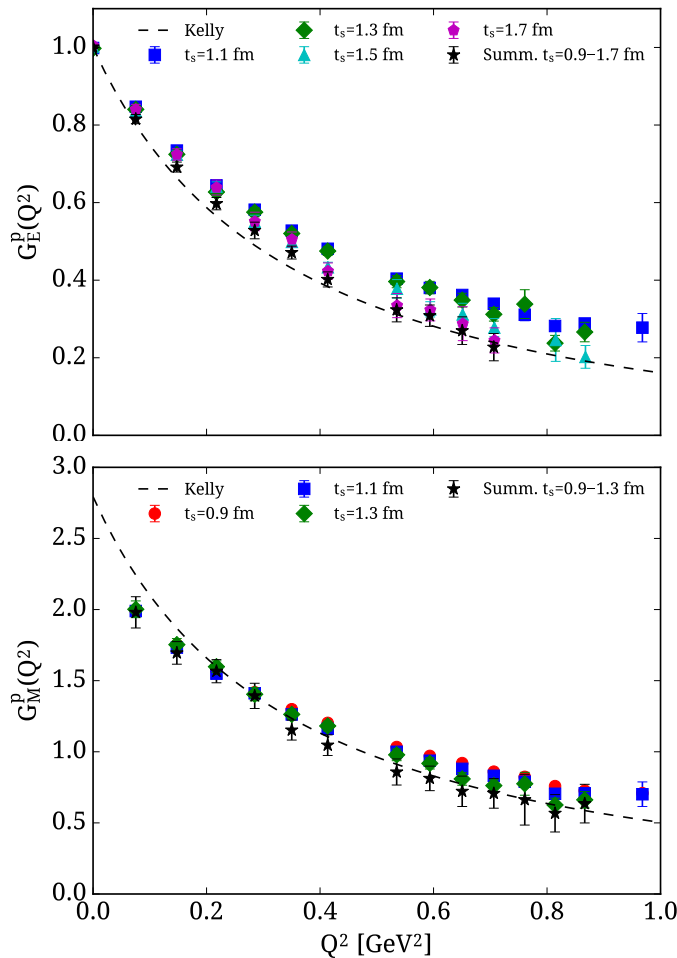 Kelly
tₛ=1.1 fm
tₛ=1.3 fm
tₛ=1.5 fm
tₛ=1.7 fm
Summ. tₛ=0.9−1.7 fm
1.0
0.8
0.6
0.4
0.2
0.0
G_E^p(Q²)
Kelly
tₛ=0.9 fm
tₛ=1.1 fm
tₛ=1.3 fm
Summ. tₛ=0.9−1.3 fm
3.0
2.5
2.0
1.5
1.0
0.5
0.0
G_M^p(Q²)
0.0 0.2 0.4 0.6 0.8 1.0
Q² [GeV²]